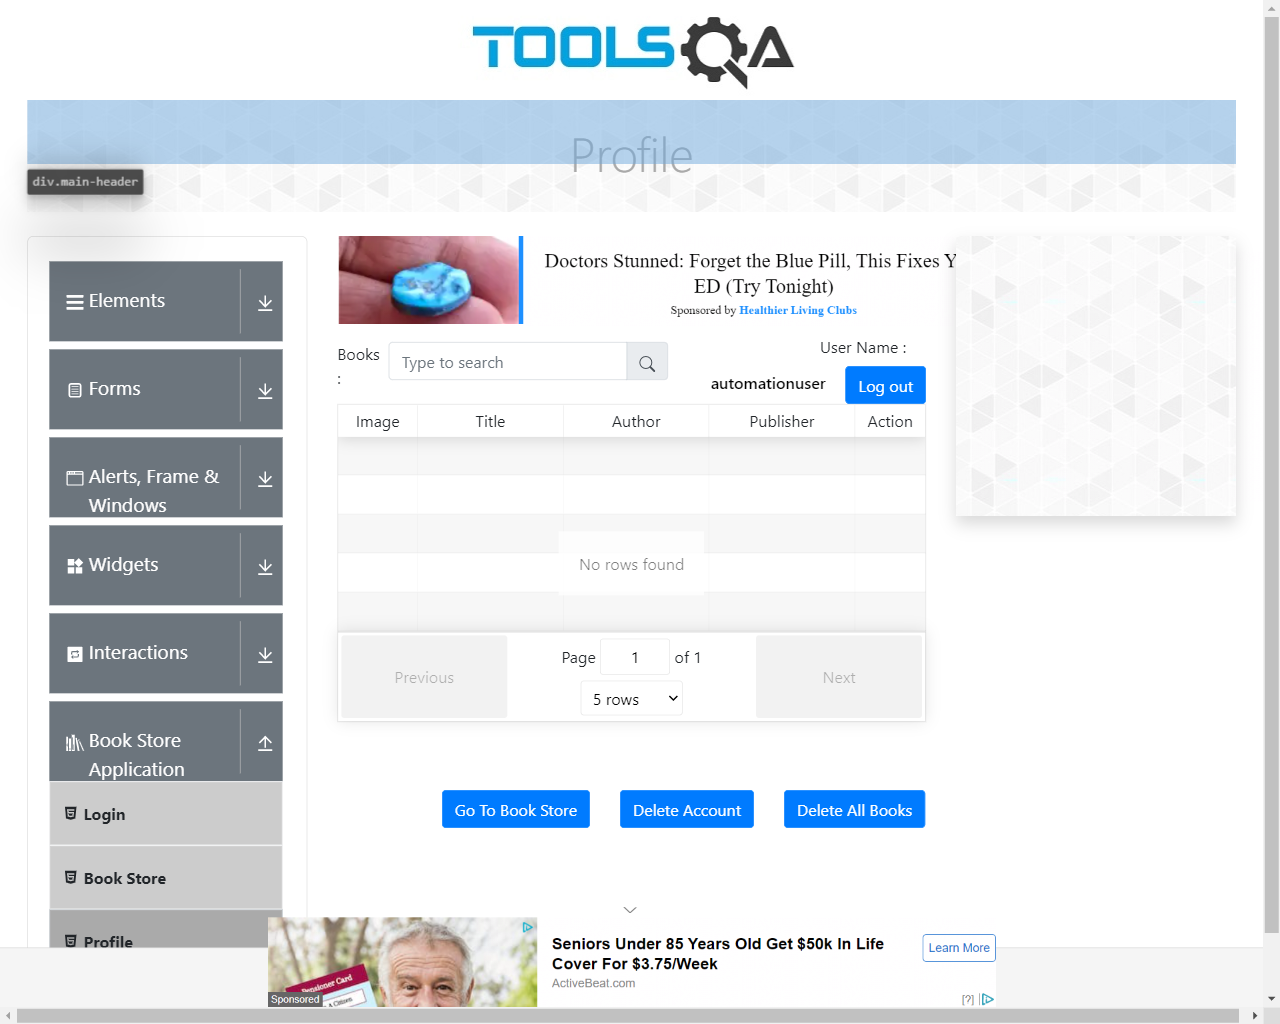 TOOLSQA
Profile
div.main-header
Elements
Forms
Alerts, Frame &
Windows
Widgets
Interactions
Book Store
Application
Login
Book Store
Profile
Doctors Stunned: Forget the Blue Pill, This Fixes Y
ED (Try Tonight)
Sponsored by Healthier Living Clubs
Books
:
Type to search
User Name :
automationuser
Log out
Image Title Author Publisher Action
No rows found
Previous
Page 1 of 1
5 rows
Next
Go To Book Store
Delete Account
Delete All Books
Pensioner Card
Sponsored
Seniors Under 85 Years Old Get $50k In Life
Cover For $3.75/Week
ActiveBeat.com
Learn More
[?]